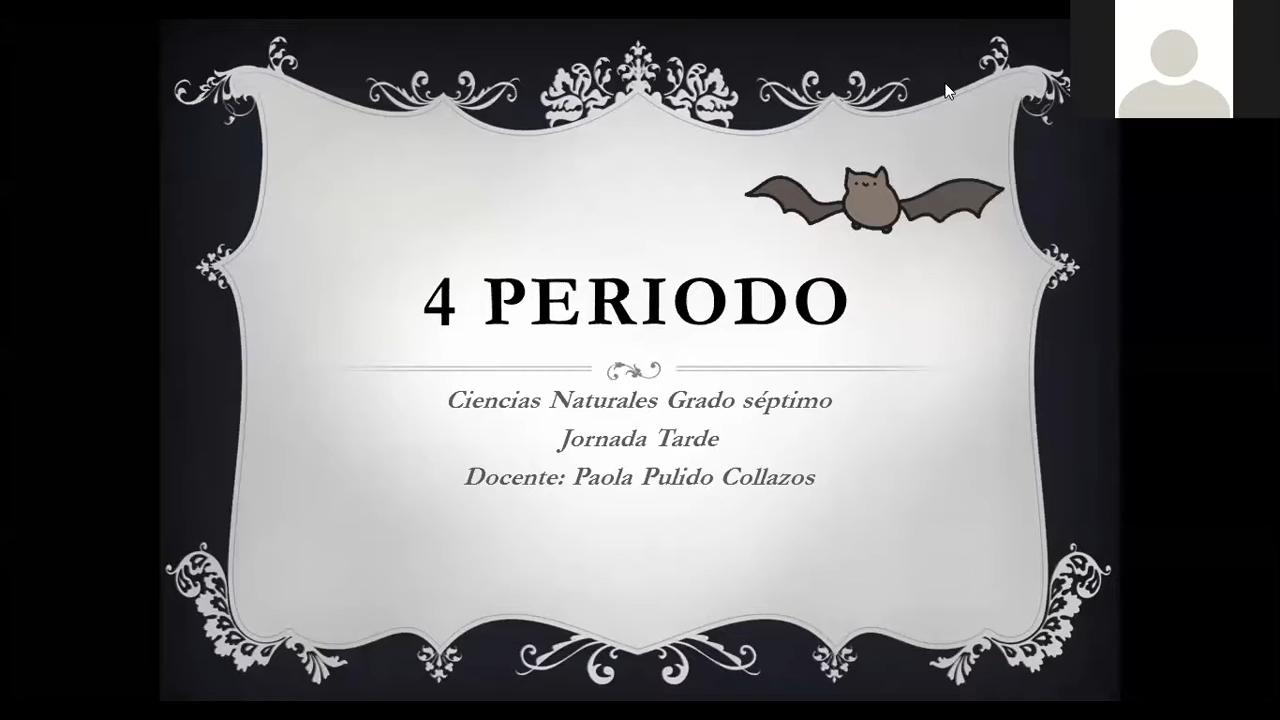 4 PERIODO
Ciencias Naturales Grado séptimo
Jornada Tarde
Docente: Paola Pulido Collazos